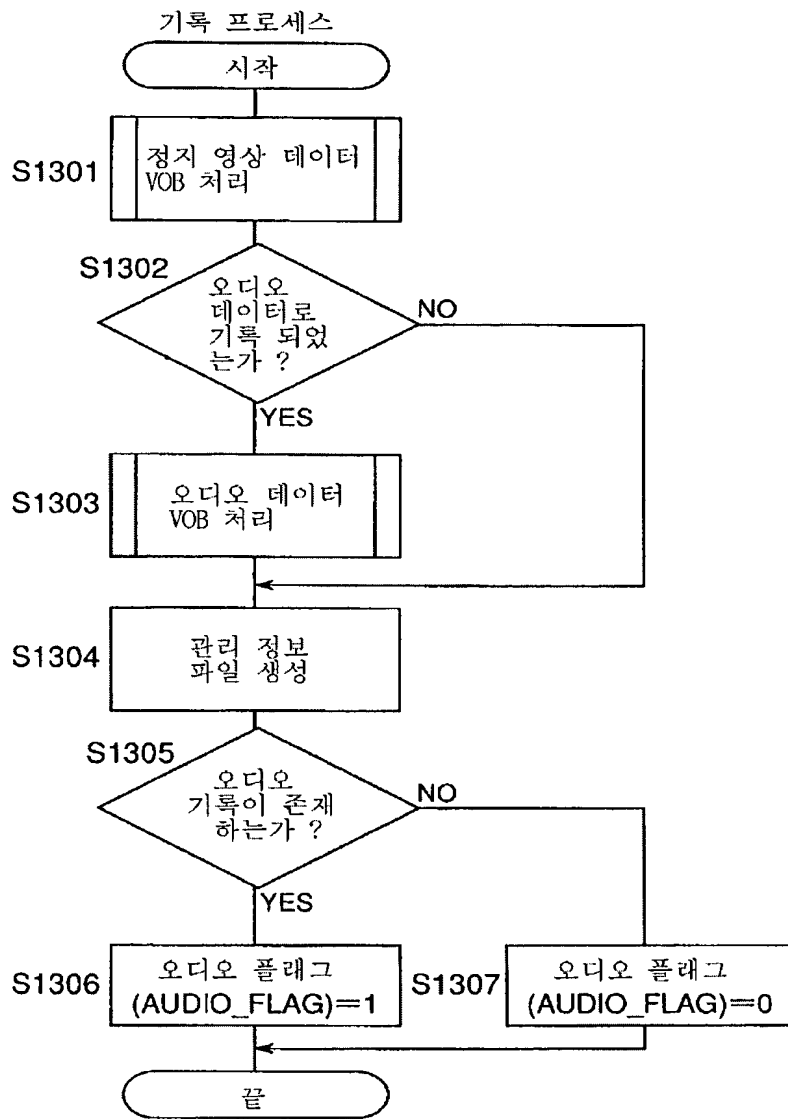 기록 프로세스
시작
S1301
정지 영상 데이터
VOB 처리
S1302
오디오
데이터로
기록 되었
는가 ?
NO
YES
S1303
오디오 데이터
VOB 처리
S1304
관리 정보
파일 생성
S1305
오디오
기록이 존재
하는가 ?
NO
YES
S1306
오디오 플래그
(AUDIO_FLAG)=1
S1307
오디오 플래그
(AUDIO_FLAG)=0
끝